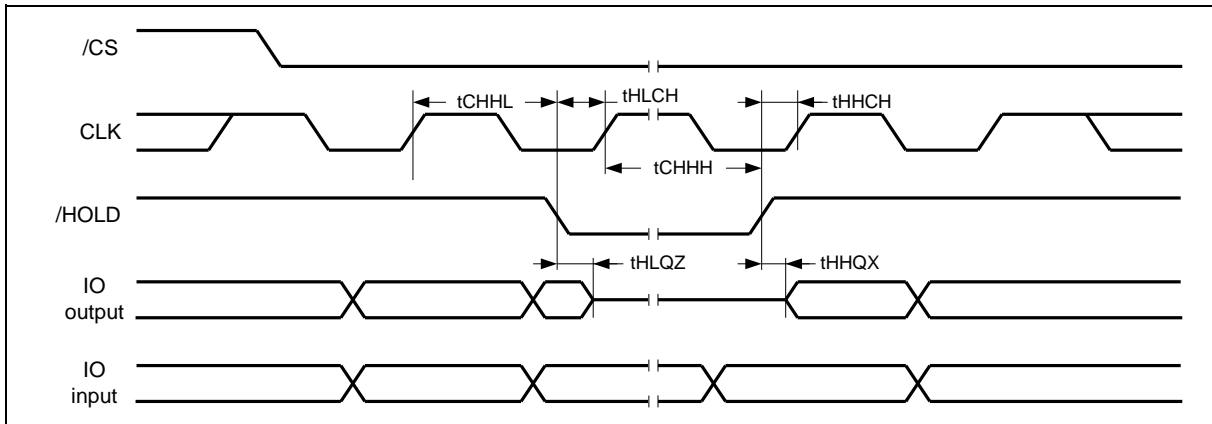 /CS
tCHHL
tHLCH
tHHCH
CLK
tCHHH
/HOLD
tHLQZ
tHHQX
IO
output
IO
input